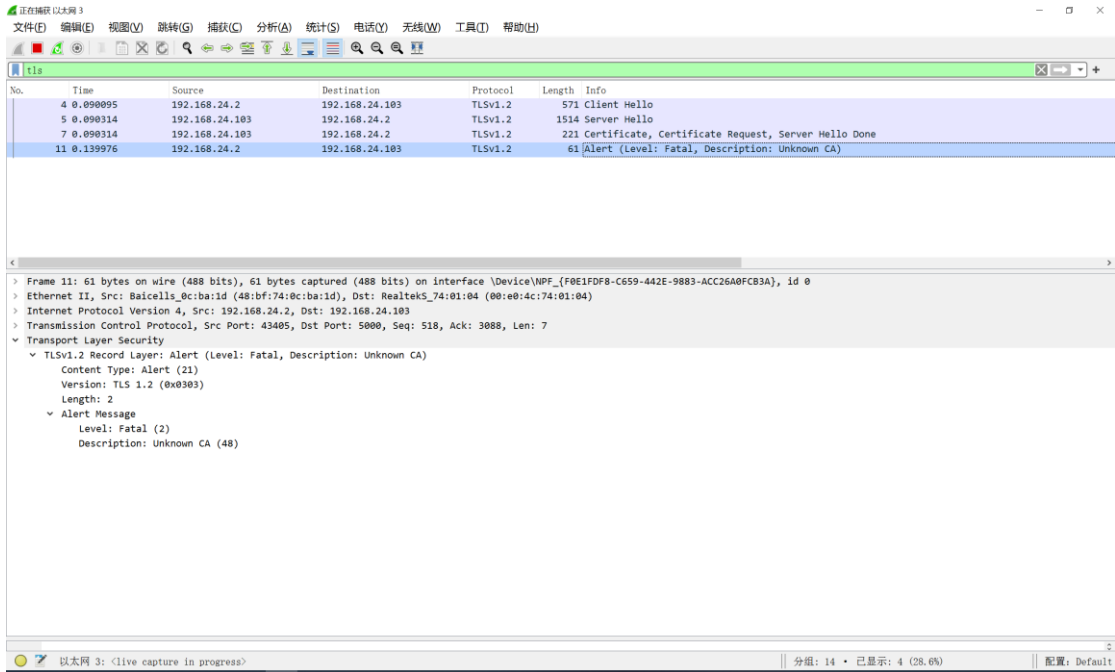 正在捕获 以太网 3
文件(F) 编辑(E) 视图(V) 跳转(G) 捕获(C) 分析(A) 统计(S) 电话(Y) 无线(W) 工具(T) 帮助(H)
tls
No. Time Source Destination Protocol Length Info
4 0.090095 192.168.24.2 192.168.24.103 TLSv1.2 571 Client Hello
5 0.090314 192.168.24.103 192.168.24.2 TLSv1.2 1514 Server Hello
7 0.090314 192.168.24.103 192.168.24.2 TLSv1.2 221 Certificate, Certificate Request, Server Hello Done
11 0.139976 192.168.24.2 192.168.24.103 TLSv1.2 61 Alert (Level: Fatal, Description: Unknown CA)
Frame 11: 61 bytes on wire (488 bits), 61 bytes captured (488 bits) on interface \Device\NPF_{F0E1FDF8-C659-442E-9883-ACC26A0FCB3A}, id 0
Ethernet II, Src: Baicells_0c:ba:1d (48:bf:74:0c:ba:1d), Dst: RealtekS_74:01:04 (00:e0:4c:74:01:04)
Internet Protocol Version 4, Src: 192.168.24.2, Dst: 192.168.24.103
Transmission Control Protocol, Src Port: 43405, Dst Port: 5000, Seq: 518, Ack: 3088, Len: 7
Transport Layer Security
TLSv1.2 Record Layer: Alert (Level: Fatal, Description: Unknown CA)
Content Type: Alert (21)
Version: TLS 1.2 (0x0303)
Length: 2
Alert Message
Level: Fatal (2)
Description: Unknown CA (48)
以太网 3: <live capture in progress> 分组: 14 · 已显示: 4 (28.6%) 配置: Default